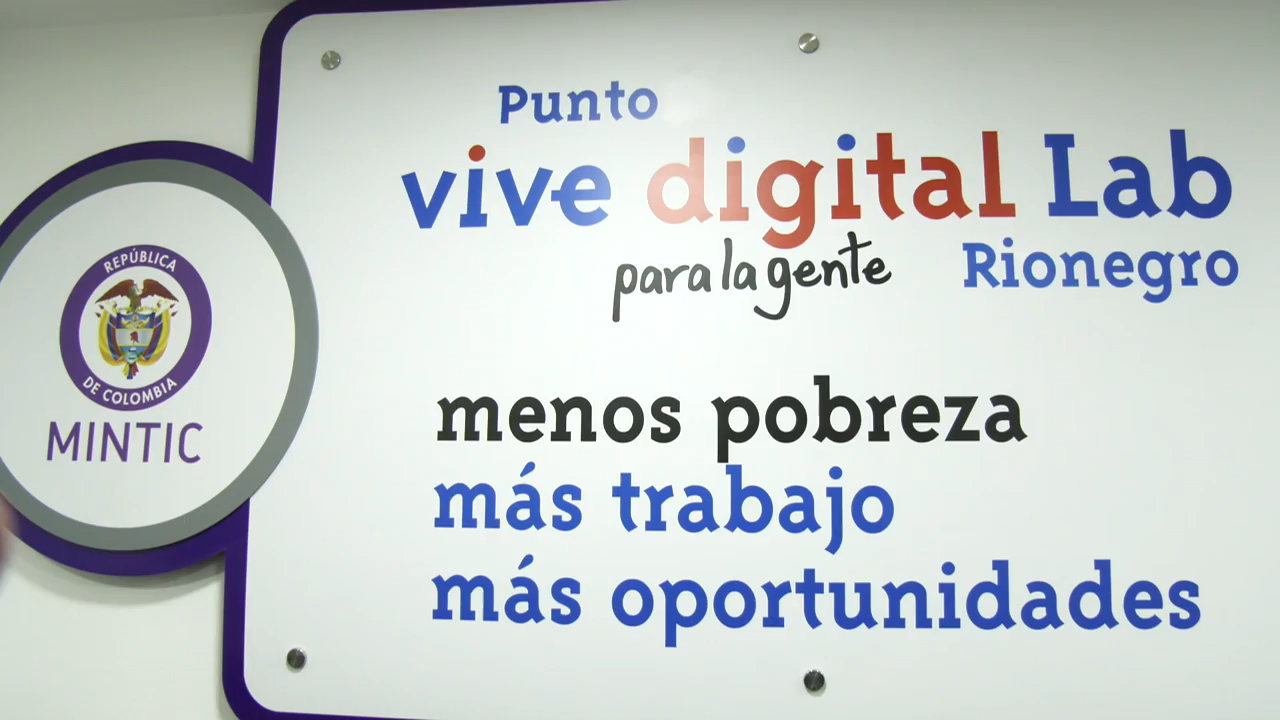 Punto
vive digital Lab
para la gente
Rionegro
menos pobreza
más trabajo
más oportunidades
REPÚBLICA
DE COLOMBIA
MINTIC